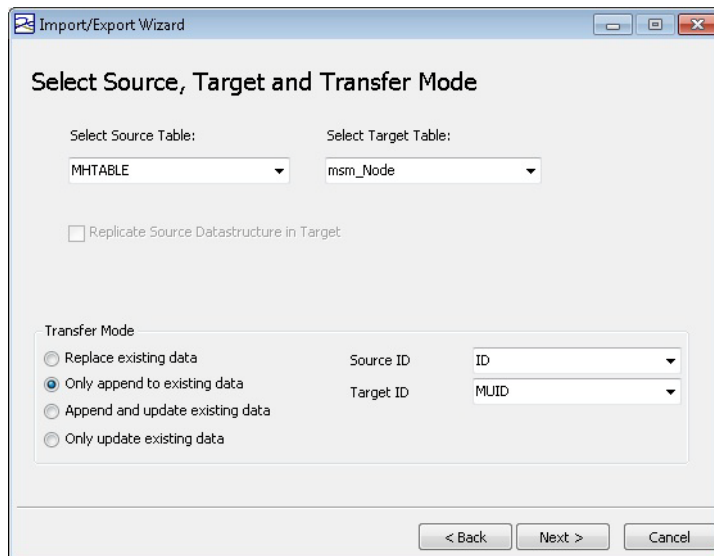 Import/Export Wizard
Select Source, Target and Transfer Mode
Select Source Table: Select Target Table:
MHTABLE msm_Node
Replicate Source Datastructure in Target
Transfer Mode
Replace existing data Source ID ID
Only append to existing data Target ID MUID
Append and update existing data
Only update existing data
< Back Next > Cancel